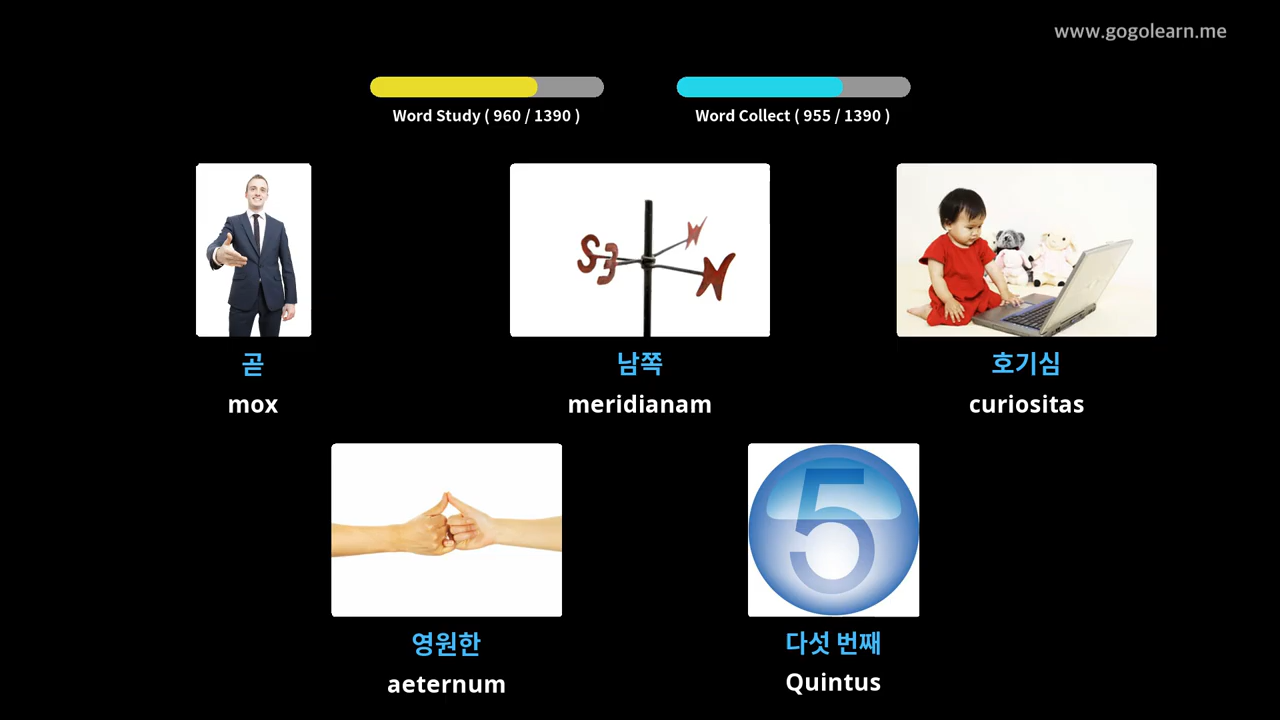 www.gogolearn.me
Word Study ( 960 / 1390 )
Word Collect ( 955 / 1390 )
S
E
N
W
곧
mox
남쪽
meridianam
호기심
curiositas
5
영원한
aeternum
다섯 번째
Quintus